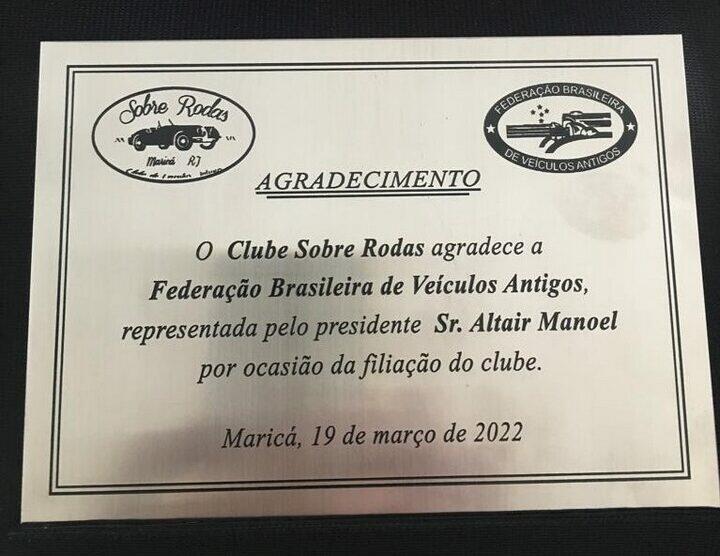 Sobre Rodas
Maricá RJ
FEDERAÇÃO BRASILEIRA
DE VEÍCULOS ANTIGOS
AGRADECIMENTO
O Clube Sobre Rodas agradece a
Federação Brasileira de Veículos Antigos,
representada pelo presidente Sr. Altair Manoel
por ocasião da filiação do clube.
Maricá, 19 de março de 2022